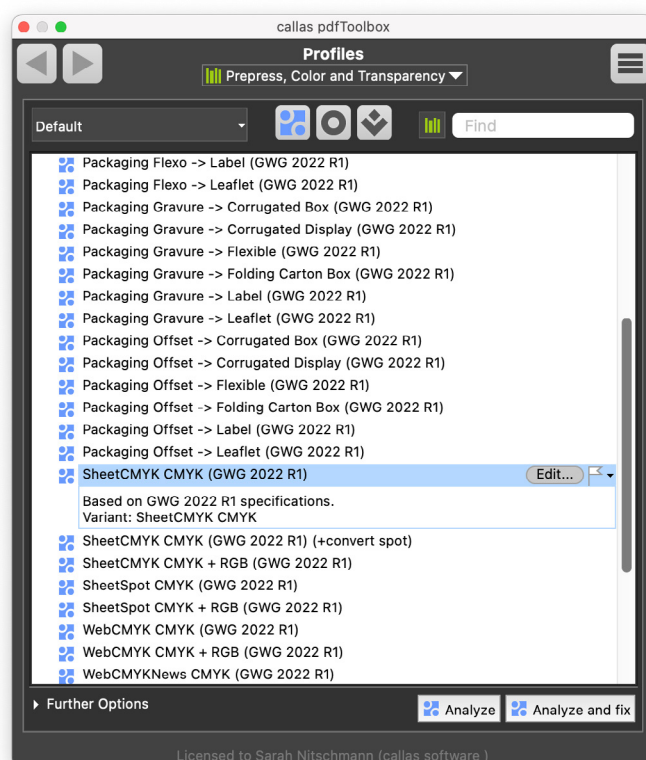 callas pdfToolbox
Profiles
Prepress, Color and Transparency
Default
Find
Packaging Flexo -> Label (GWG 2022 R1)
Packaging Flexo -> Leaflet (GWG 2022 R1)
Packaging Gravure -> Corrugated Box (GWG 2022 R1)
Packaging Gravure -> Corrugated Display (GWG 2022 R1)
Packaging Gravure -> Flexible (GWG 2022 R1)
Packaging Gravure -> Folding Carton Box (GWG 2022 R1)
Packaging Gravure -> Label (GWG 2022 R1)
Packaging Gravure -> Leaflet (GWG 2022 R1)
Packaging Offset -> Corrugated Box (GWG 2022 R1)
Packaging Offset -> Corrugated Display (GWG 2022 R1)
Packaging Offset -> Flexible (GWG 2022 R1)
Packaging Offset -> Folding Carton Box (GWG 2022 R1)
Packaging Offset -> Label (GWG 2022 R1)
Packaging Offset -> Leaflet (GWG 2022 R1)
SheetCMYK CMYK (GWG 2022 R1) Edit...
Based on GWG 2022 R1 specifications.
Variant: SheetCMYK CMYK
SheetCMYK CMYK (GWG 2022 R1) (+convert spot)
SheetCMYK CMYK + RGB (GWG 2022 R1)
SheetSpot CMYK (GWG 2022 R1)
SheetSpot CMYK + RGB (GWG 2022 R1)
WebCMYK CMYK (GWG 2022 R1)
WebCMYK CMYK + RGB (GWG 2022 R1)
WebCMYKNews CMYK (GWG 2022 R1)
Further Options
Analyze
Analyze and fix
Licensed to Sarah Nitschmann (callas software )